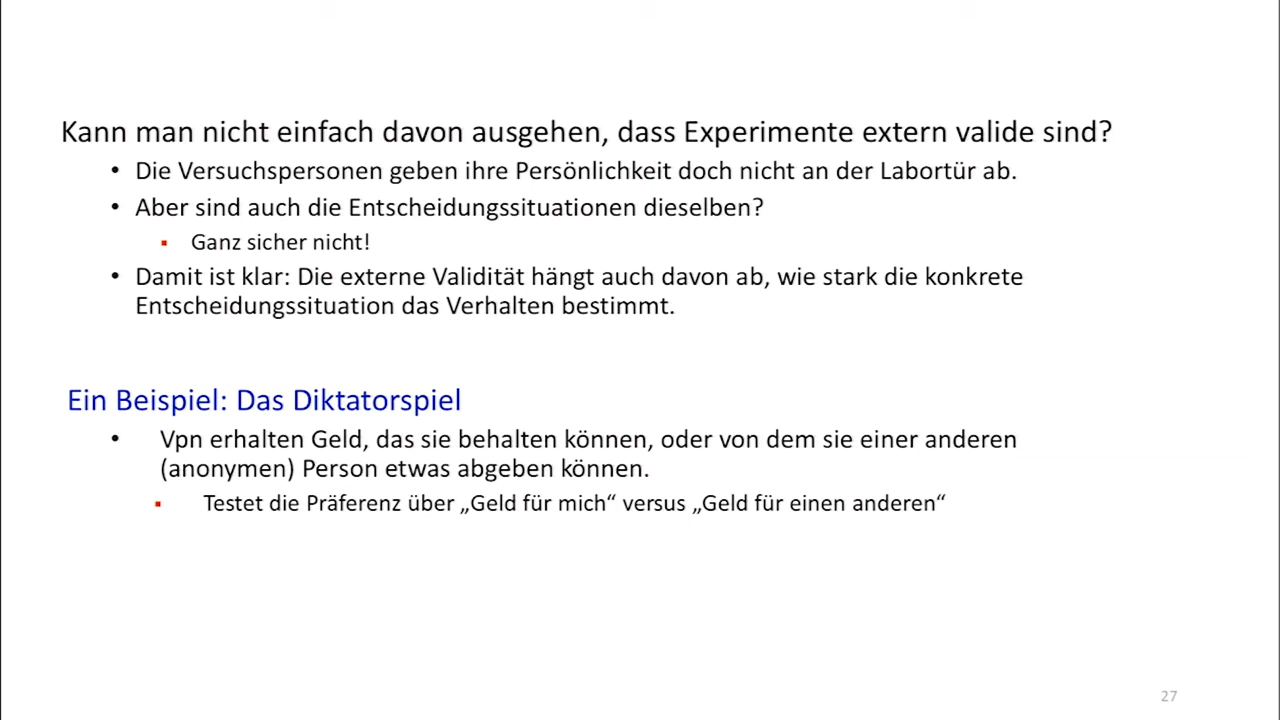 Kann man nicht einfach davon ausgehen, dass Experimente extern valide sind?
• Die Versuchspersonen geben ihre Persönlichkeit doch nicht an der Labortür ab.
• Aber sind auch die Entscheidungssituationen dieselben?
▪ Ganz sicher nicht!
• Damit ist klar: Die externe Validität hängt auch davon ab, wie stark die konkrete
Entscheidungssituation das Verhalten bestimmt.
Ein Beispiel: Das Diktatorspiel
• Vpn erhalten Geld, das sie behalten können, oder von dem sie einer anderen
(anonymen) Person etwas abgeben können.
▪ Testet die Präferenz über „Geld für mich“ versus „Geld für einen anderen“
27